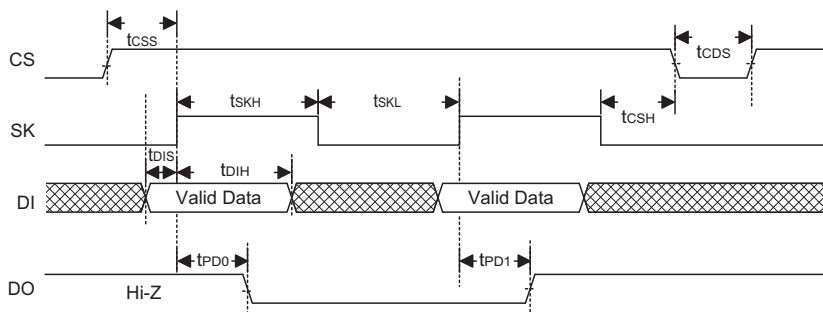 tCSS
CS
tCDS
tSKH
tSKL
tCSH
SK
tDIS
tDIH
DI
Valid Data
Valid Data
tPD0
tPD1
DO
Hi-Z